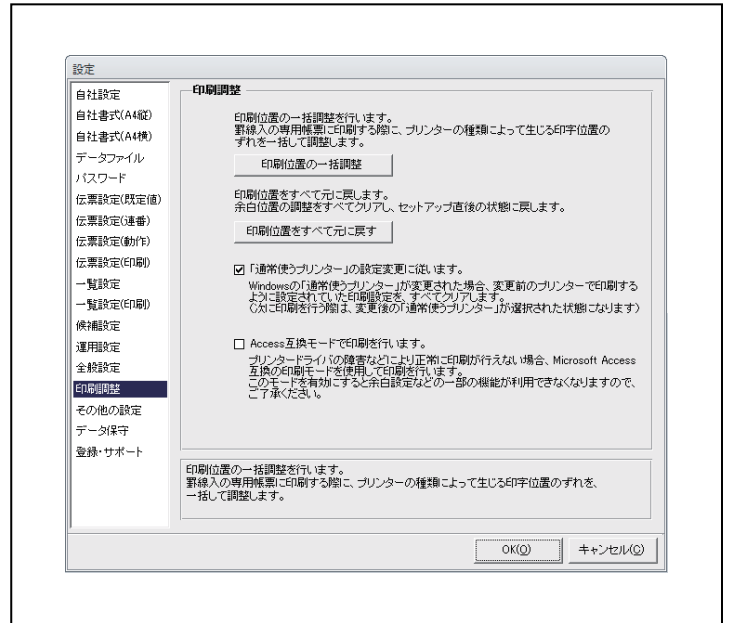 設定
自社設定
自社書式(A4縦)
自社書式(A4横)
データファイル
パスワード
伝票設定(既定値)
伝票設定(連番)
伝票設定(動作)
伝票設定(印刷)
一覧設定
一覧設定(印刷)
候補設定
運用設定
全般設定
印刷調整
その他の設定
データ保守
登録・サポート
印刷調整
印刷位置の一括調整を行います。
罫線入の専用帳票に印刷する際に、プリンターの種類によって生じる印字位置の
ずれを一括して調整します。
印刷位置の一括調整
印刷位置をすべて元に戻します。
余白位置の調整をすべてクリアし、セットアップ直後の状態に戻します。
印刷位置をすべて元に戻す
「通常使うプリンター」の設定変更に従います。
Windowsの「通常使うプリンター」が変更された場合、変更前のプリンターで印刷する
ように設定されていた印刷設定を、すべてクリアします。
(次に印刷を行う際は、変更後の「通常使うプリンター」が選択された状態になります)
Access互換モードで印刷を行います。
プリンタードライバの障害などにより正常に印刷が行えない場合、Microsoft Access
互換の印刷モードを使用して印刷を行います。
このモードを有効にすると余白設定などの一部の機能が利用できなくなりますので、
ご了承ください。
印刷位置の一括調整を行います。
罫線入の専用帳票に印刷する際に、プリンターの種類によって生じる印字位置のずれを、
一括して調整します。
OK(O)
キャンセル(C)